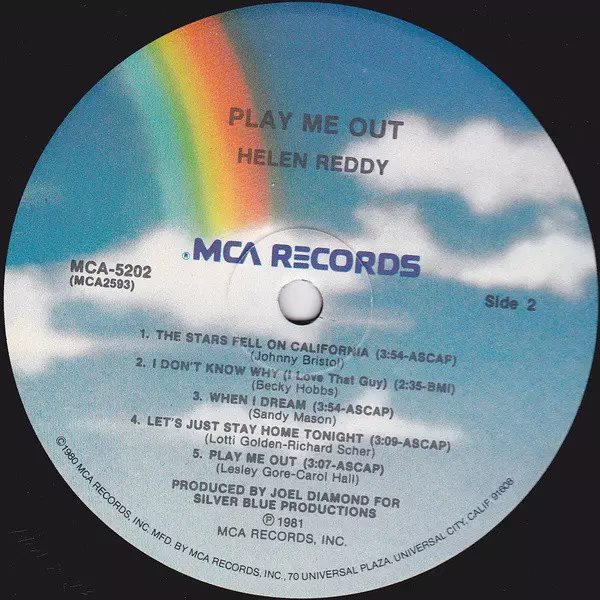 PLAY ME OUT
HELEN REDDY
® MCA RECORDS
MCA-5202
(MCA2593)
Side 2
1. THE STARS FELL ON CALIFORNIA (3:54-ASCAP)
(Johnny Bristol)
2. I DON'T KNOW WHY (I Love That Guy) (2:35-BMI)
(Becky Hobbs)
3. WHEN I DREAM (3:54-ASCAP)
(Sandy Mason)
4. LET'S JUST STAY HOME TONIGHT (3:09-ASCAP)
(Lotti Golden-Richard Scher)
5. PLAY ME OUT (3:07-ASCAP)
(Lesley Gore-Carol Hall)
PRODUCED BY JOEL DIAMOND FOR
SILVER BLUE PRODUCTIONS
℗ 1981
MCA RECORDS, INC.
©1980 MCA RECORDS, INC. MFD. BY MCA RECORDS, INC., 70 UNIVERSAL PLAZA, UNIVERSAL CITY, CALIF. 91608